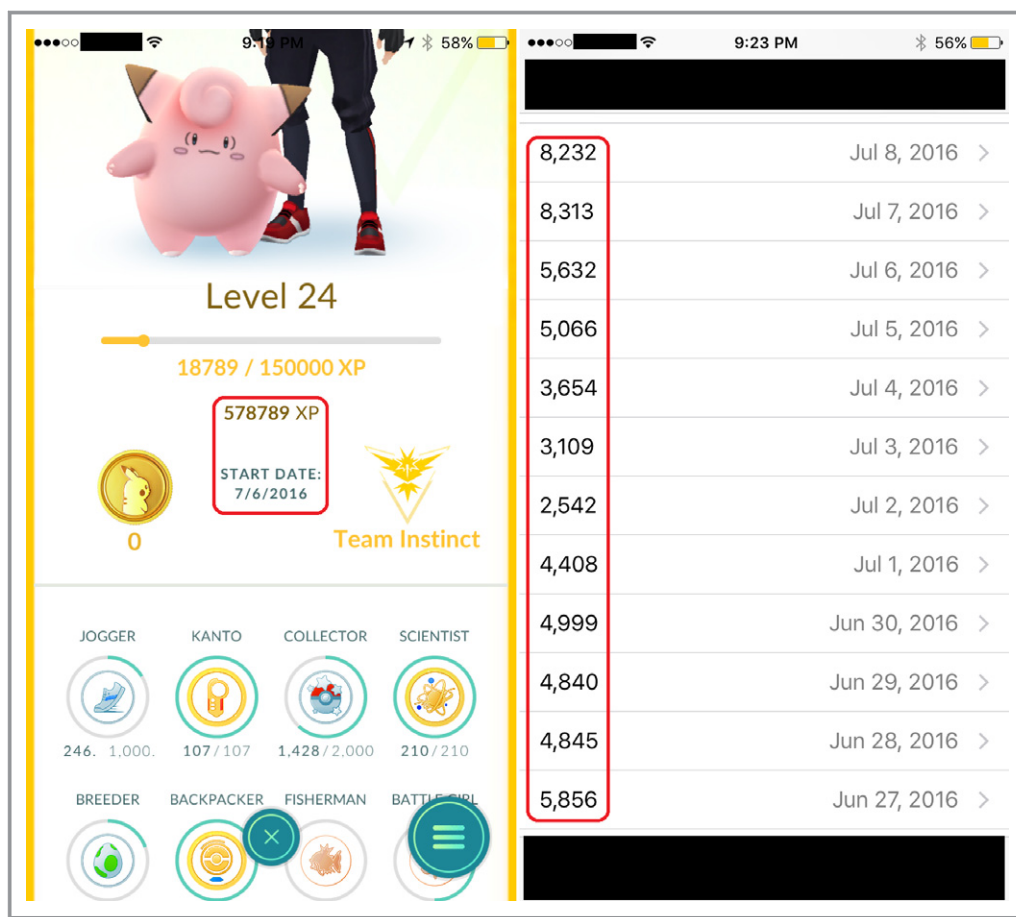 9:19 PM
58%
Level 24
18789 / 150000 XP
578789 XP
START DATE:
7/6/2016
0
Team Instinct
JOGGER KANTO COLLECTOR SCIENTIST
246. 1,000. 107/107 1,428/2,000 210/210
BREEDER BACKPACKER FISHERMAN BATTLE GIRL
9:23 PM
56%
8,232 Jul 8, 2016
8,313 Jul 7, 2016
5,632 Jul 6, 2016
5,066 Jul 5, 2016
3,654 Jul 4, 2016
3,109 Jul 3, 2016
2,542 Jul 2, 2016
4,408 Jul 1, 2016
4,999 Jun 30, 2016
4,840 Jun 29, 2016
4,845 Jun 28, 2016
5,856 Jun 27, 2016